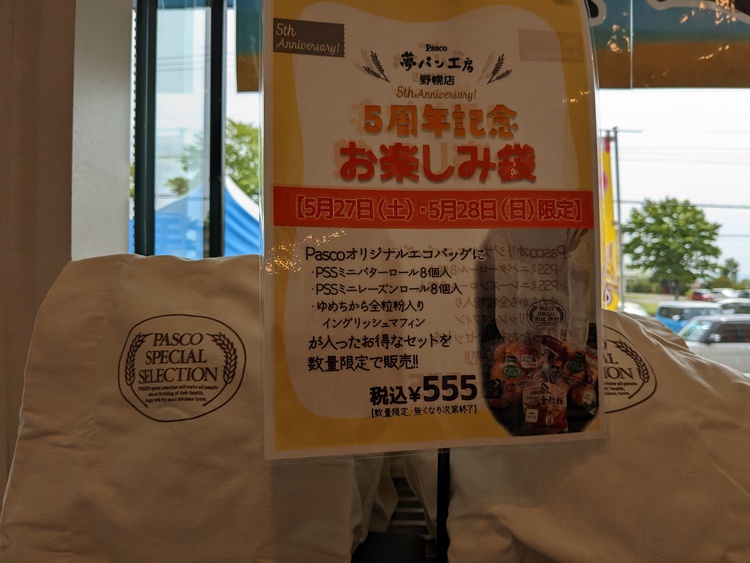 5th
Anniversary!
Pasco
夢パン工房
野幌店
5th Anniversary!
5周年記念
お楽しみ袋
【5月27日(土)・5月28日(日)限定】
Pascoオリジナルエコバッグに
・PSSミニバターロール8個入
・PSSミニレーズンロール8個入
・ゆめちから全粒粉入り
イングリッシュマフィン
が入ったお得なセットを
数量限定で販売!!
税込¥555
【数量限定、無くなり次第終了】
PASCO
SPECIAL
SELECTION